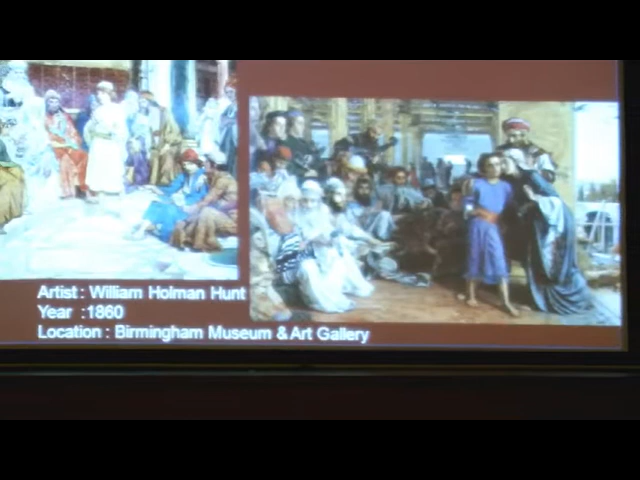 Artist : William Holman Hunt
Year :1860
Location : Birmingham Museum & Art Gallery